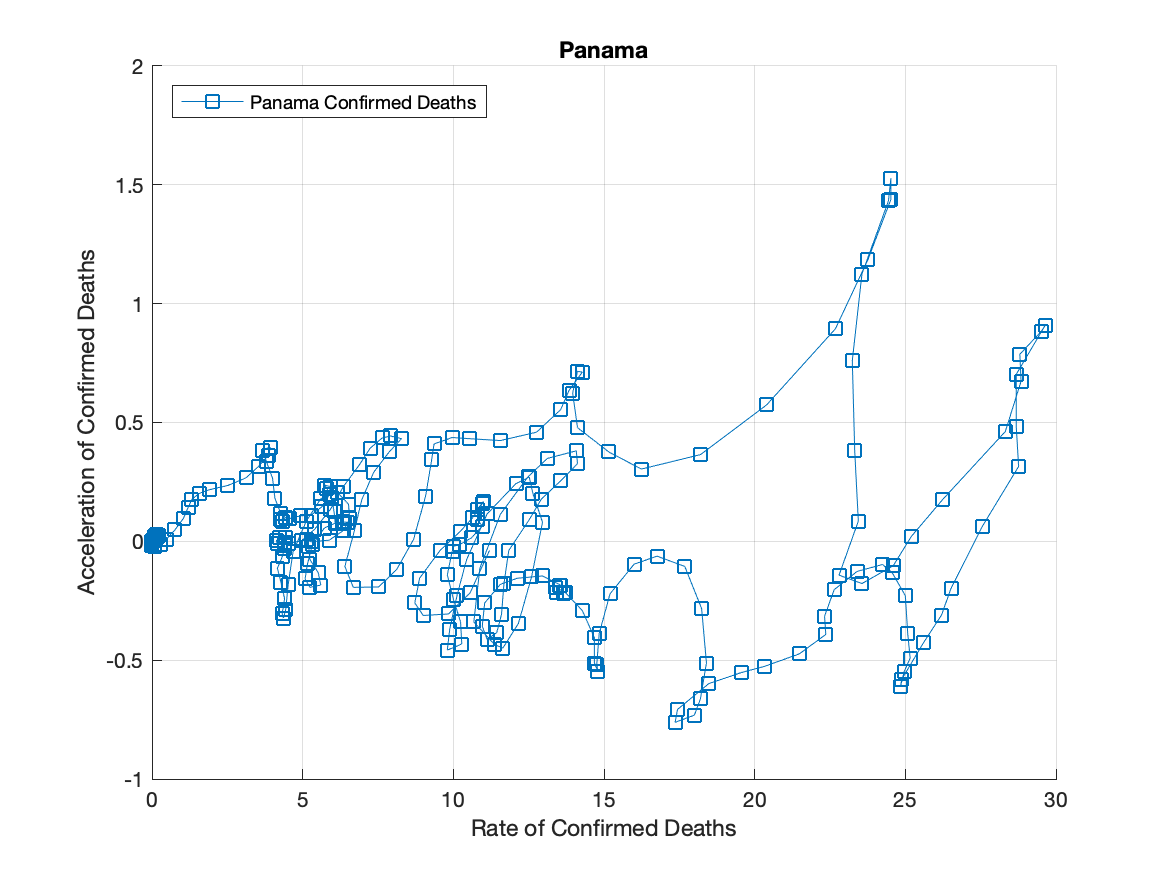 Panama
Panama Confirmed Deaths
Acceleration of Confirmed Deaths
2
1.5
1
0.5
0
-0.5
-1
0 5 10 15 20 25 30
Rate of Confirmed Deaths